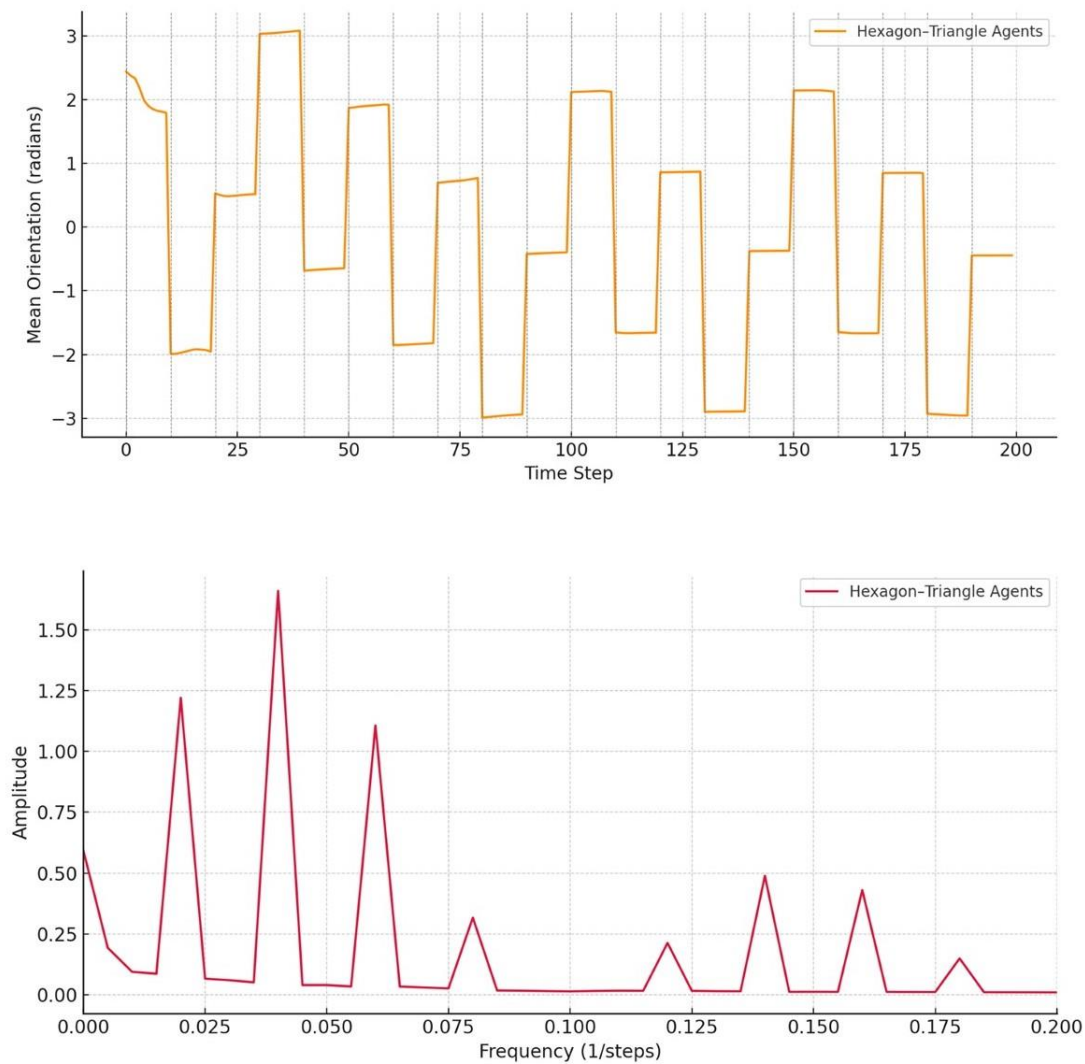 Hexagon–Triangle Agents
3
2
1
0
−1
−2
−3
Mean Orientation (radians)
0 25 50 75 100 125 150 175 200
Time Step
Hexagon–Triangle Agents
1.50
1.25
1.00
0.75
0.50
0.25
0.00
Amplitude
0.000 0.025 0.050 0.075 0.100 0.125 0.150 0.175 0.200
Frequency (1/steps)